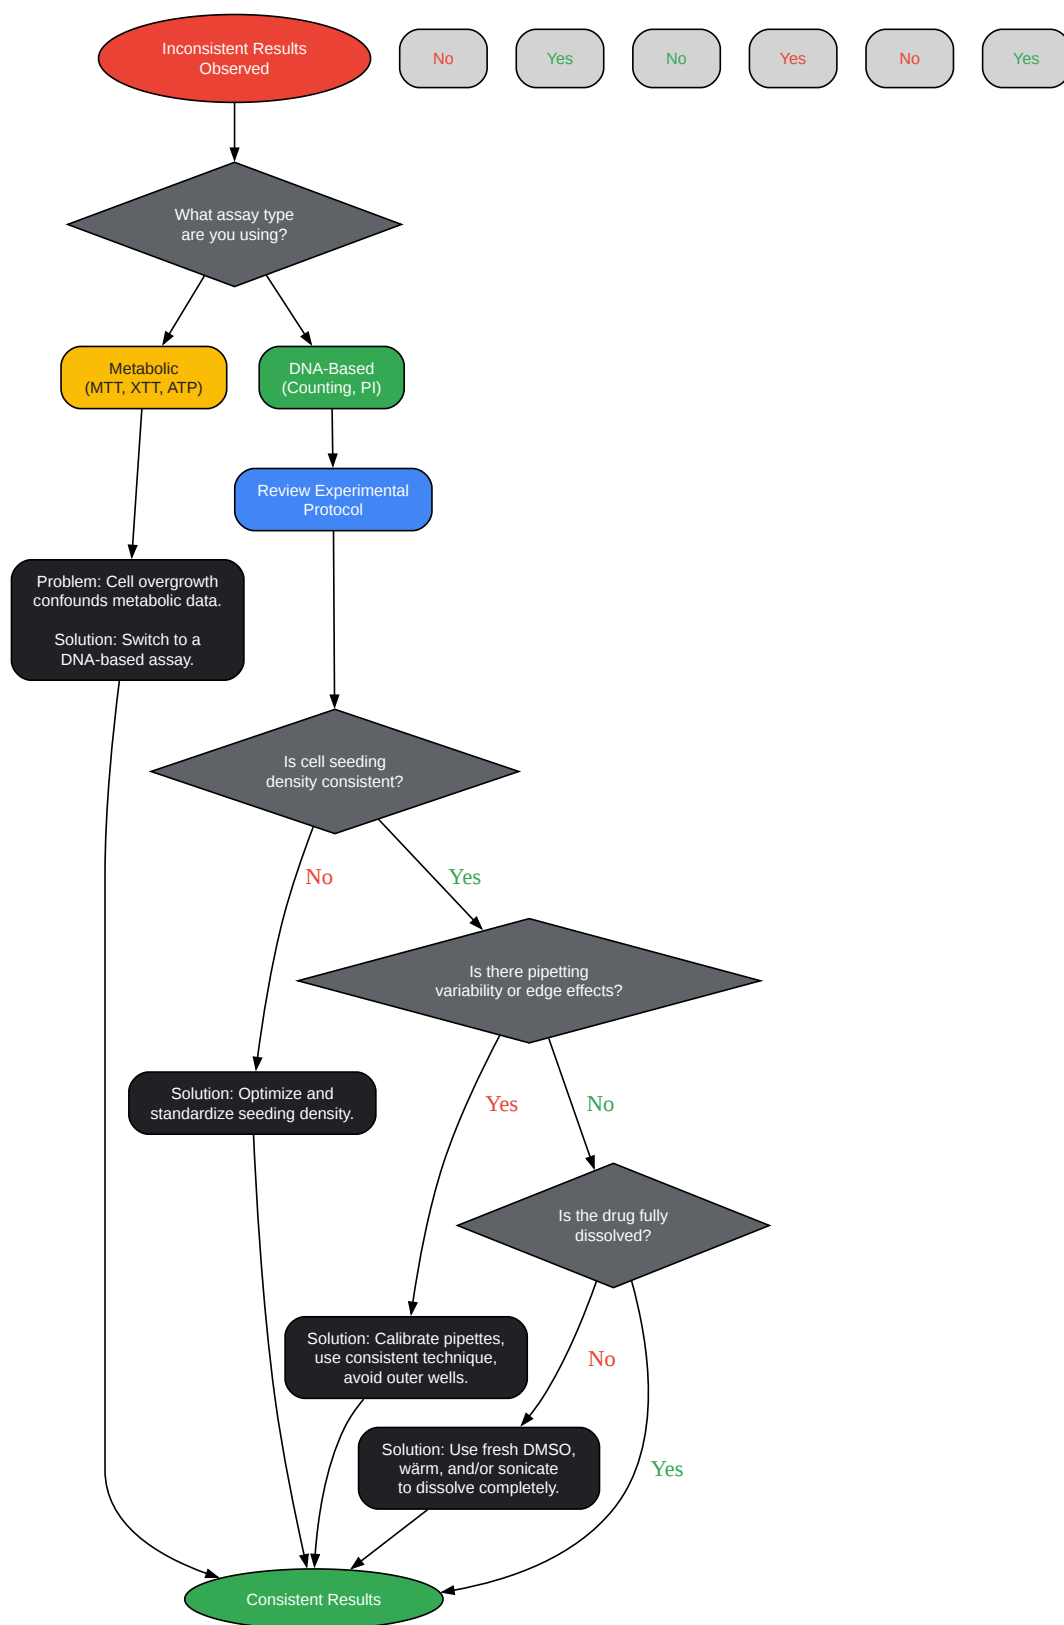 Inconsistent Results
Observed
No
Yes
No
Yes
No
Yes
What assay type
are you using?
Metabolic
(MTT, XTT, ATP)
DNA-Based
(Counting, PI)
Review Experimental
Protocol
Problem: Cell overgrowth
confounds metabolic data.
Solution: Switch to a
DNA-based assay.
Is cell seeding
density consistent?
No
Yes
Is there pipetting
variability or edge effects?
Solution: Optimize and
standardize seeding density.
Yes
No
Is the drug fully
dissolved?
Solution: Calibrate pipettes,
use consistent technique,
avoid outer wells.
No
Solution: Use fresh DMSO,
wärm, and/or sonicate
to dissolve completely.
Yes
Consistent Results